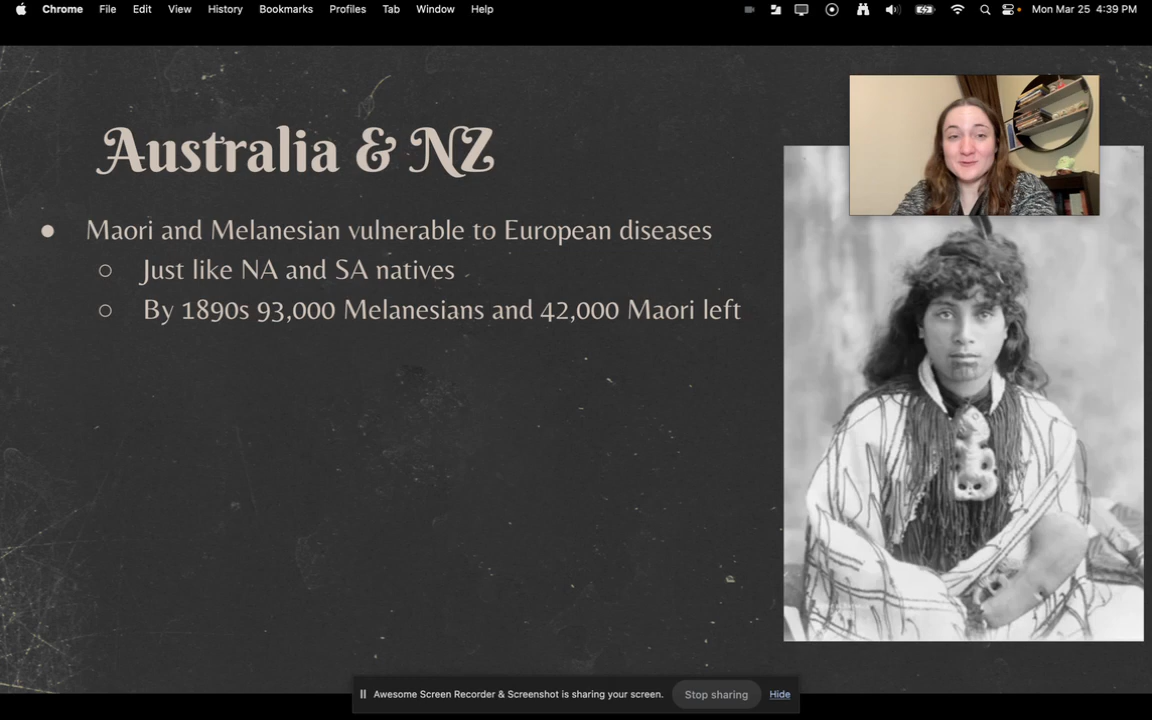 Chrome File Edit View History Bookmarks Profiles Tab Window Help Mon Mar 25 4:39 PM
Australia & NZ
● Maori and Melanesian vulnerable to European diseases
○ Just like NA and SA natives
○ By 1890s 93,000 Melanesians and 42,000 Maori left
Awesome Screen Recorder & Screenshot is sharing your screen. Stop sharing Hide